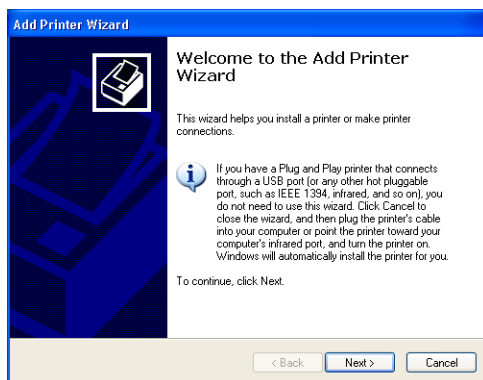 Add Printer Wizard
Welcome to the Add Printer
Wizard
This wizard helps you install a printer or make printer
connections.
If you have a Plug and Play printer that connects
through a USB port (or any other hot pluggable
port, such as IEEE 1394, infrared, and so on), you
do not need to use this wizard. Click Cancel to
close the wizard, and then plug the printer's cable
into your computer or point the printer toward your
computer's infrared port, and turn the printer on.
Windows will automatically install the printer for you.
To continue, click Next.
< Back Next > Cancel